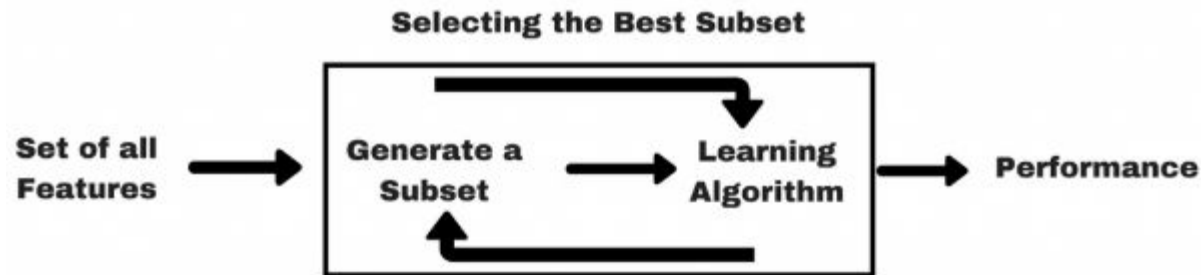 Selecting the Best Subset
Set of all
Features
Generate a
Subset
Learning
Algorithm
Performance